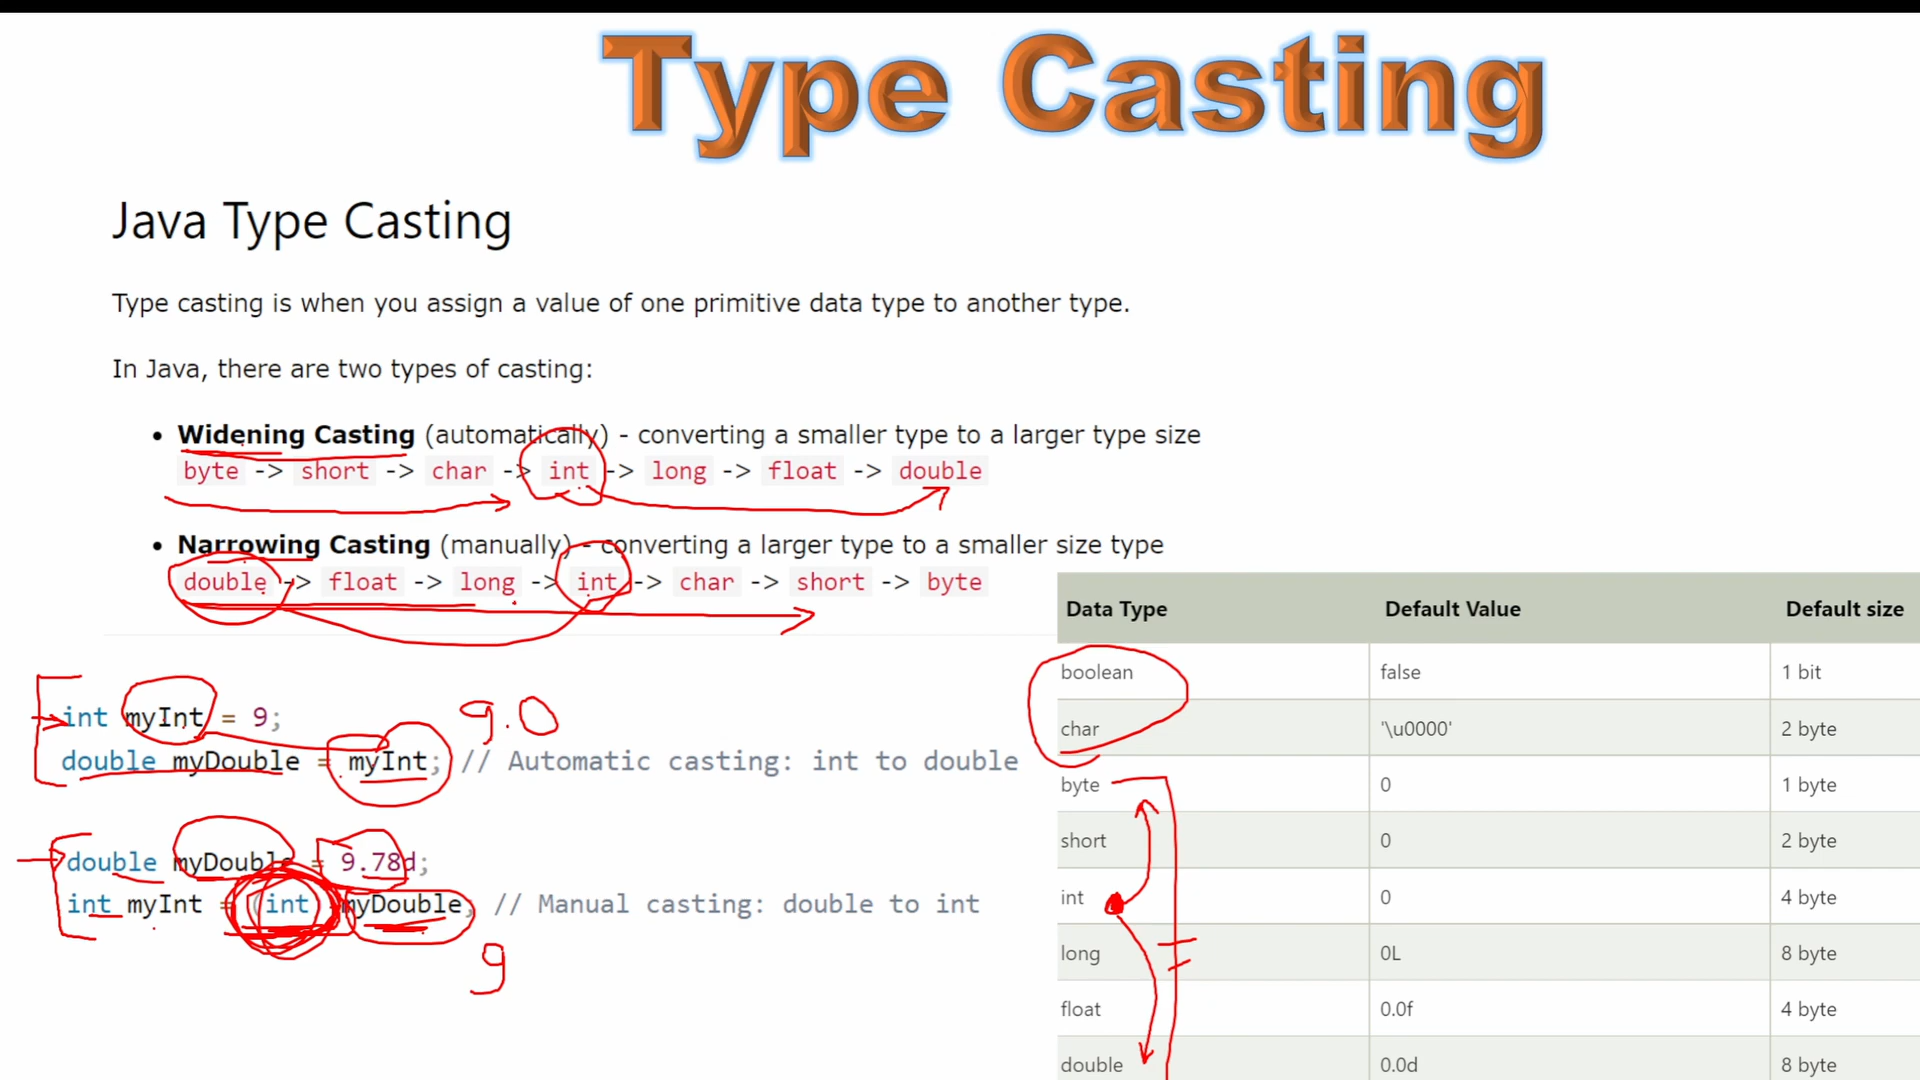 Type Casting
Java Type Casting
Type casting is when you assign a value of one primitive data type to another type.
In Java, there are two types of casting:
• Widening Casting (automatically) - converting a smaller type to a larger type size
byte -> short -> char -> int -> long -> float -> double
• Narrowing Casting (manually) - converting a larger type to a smaller size type
double -> float -> long -> int -> char -> short -> byte
int myInt = 9;
9.0
double myDouble = myInt; // Automatic casting: int to double
double myDouble = 9.78d;
int myInt = (int) myDouble; // Manual casting: double to int
9
Data Type Default Value Default size
boolean false 1 bit
char '\u0000' 2 byte
byte 0 1 byte
short 0 2 byte
int 0 4 byte
long 0L 8 byte
float 0.0f 4 byte
double 0.0d 8 byte